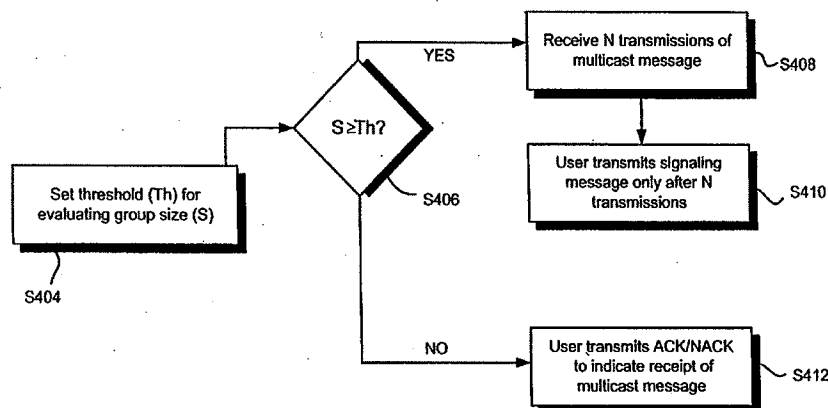 Set threshold (Th) for
evaluating group size (S)
S404
S≥Th?
S406
YES
Receive N transmissions of
multicast message
S408
User transmits signaling
message only after N
transmissions
S410
NO
User transmits ACK/NACK
to indicate receipt of
multicast message
S412